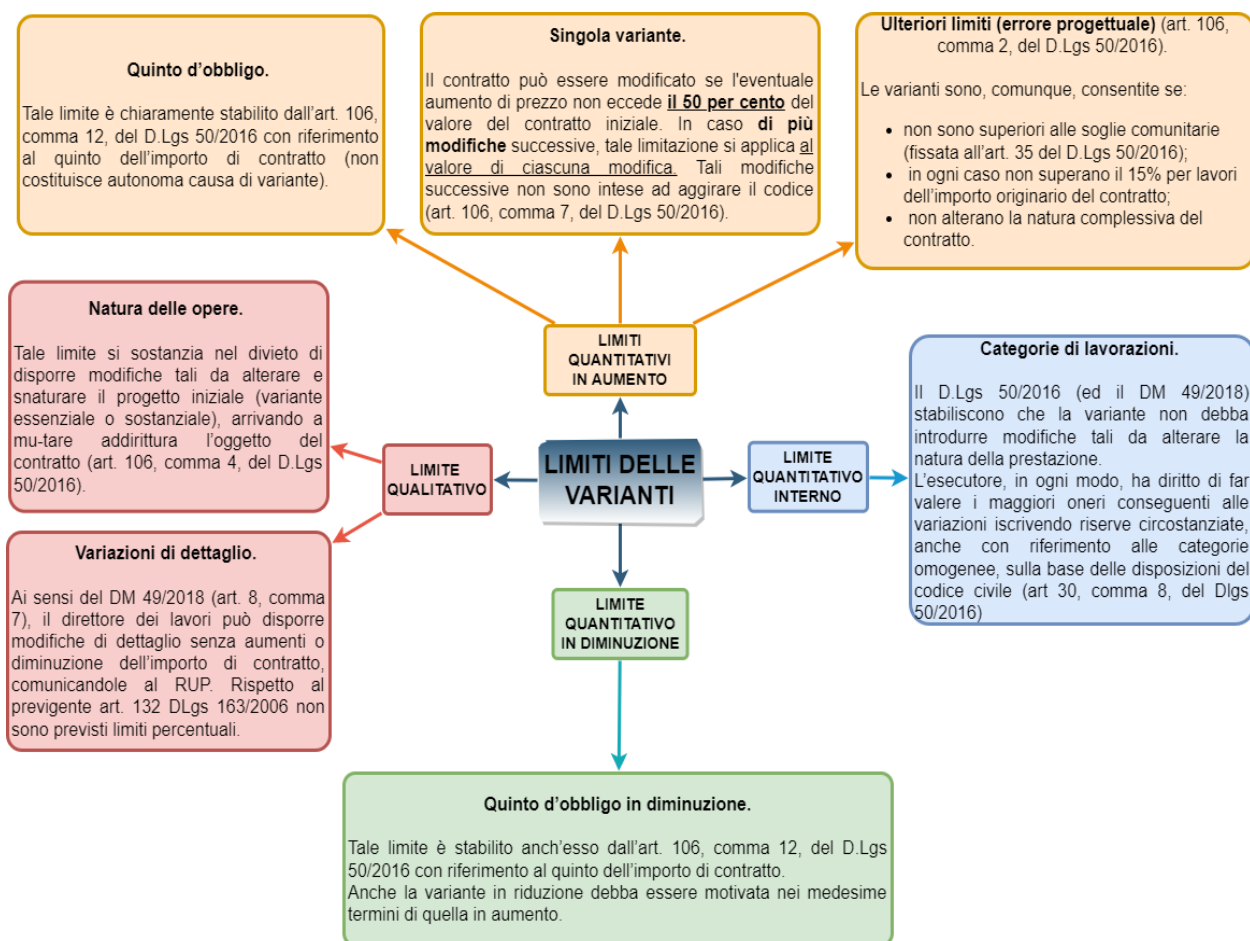 Quinto d’obbligo.
Tale limite è chiaramente stabilito dall’art. 106,
comma 12, del D.Lgs 50/2016 con riferimento
al quinto dell’importo di contratto (non
costituisce autonoma causa di variante).
Singola variante.
Il contratto può essere modificato se l'eventuale
aumento di prezzo non eccede il 50 per cento del
valore del contratto iniziale. In caso di più
modifiche successive, tale limitazione si applica al
valore di ciascuna modifica. Tali modifiche
successive non sono intese ad aggirare il codice
(art. 106, comma 7, del D.Lgs 50/2016).
Ulteriori limiti (errore progettuale) (art. 106,
comma 2, del D.Lgs 50/2016).
Le varianti sono, comunque, consentite se:
• non sono superiori alle soglie comunitarie
(fissata all’art. 35 del D.Lgs 50/2016);
• in ogni caso non superano il 15% per lavori
dell’importo originario del contratto;
• non alterano la natura complessiva del
contratto.
Natura delle opere.
Tale limite si sostanzia nel divieto di
disporre modifiche tali da alterare e
snaturare il progetto iniziale (variante
essenziale o sostanziale), arrivando a
mu-tare addirittura l’oggetto del
contratto (art. 106, comma 4, del D.Lgs
50/2016).
LIMITI
QUANTITATIVI
IN AUMENTO
Categorie di lavorazioni.
Il D.Lgs 50/2016 (ed il DM 49/2018)
stabiliscono che la variante non debba
introdurre modifiche tali da alterare la
natura della prestazione.
L’esecutore, in ogni modo, ha diritto di far
valere i maggiori oneri conseguenti alle
variazioni iscrivendo riserve circostanziate,
anche con riferimento alle categorie
omogenee, sulla base delle disposizioni del
codice civile (art 30, comma 8, del Dlgs
50/2016)
LIMITE
QUALITATIVO
LIMITI DELLE
VARIANTI
LIMITE
QUANTITATIVO
INTERNO
Variazioni di dettaglio.
Ai sensi del DM 49/2018 (art. 8, comma
7), il direttore dei lavori può disporre
modifiche di dettaglio senza aumenti o
diminuzione dell’importo di contratto,
comunicandole al RUP. Rispetto al
previgente art. 132 DLgs 163/2006 non
sono previsti limiti percentuali.
LIMITE
QUANTITATIVO
IN DIMINUZIONE
Quinto d’obbligo in diminuzione.
Tale limite è stabilito anch’esso dall’art. 106, comma 12, del D.Lgs
50/2016 con riferimento al quinto dell’importo di contratto.
Anche la variante in riduzione debba essere motivata nei medesime
termini di quella in aumento.